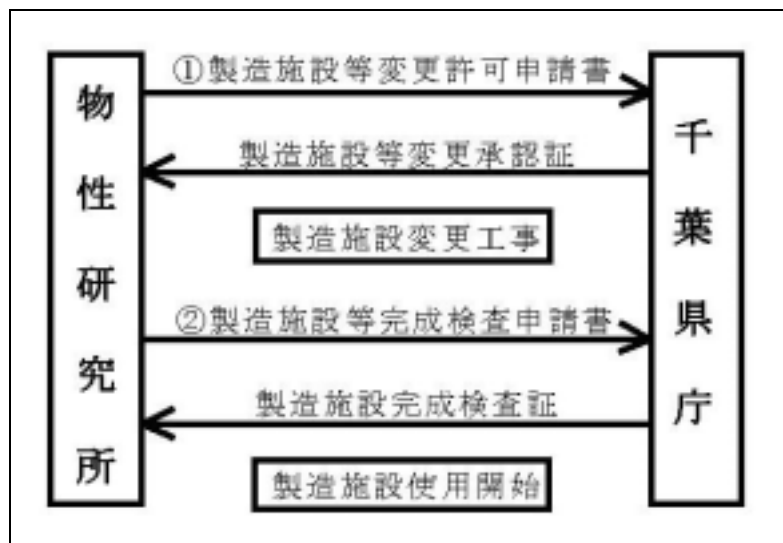 物性研究所
①製造施設等変更許可申請書
製造施設等変更承認証
製造施設変更工事
②製造施設等完成検査申請書
製造施設完成検査証
製造施設使用開始
千葉県庁